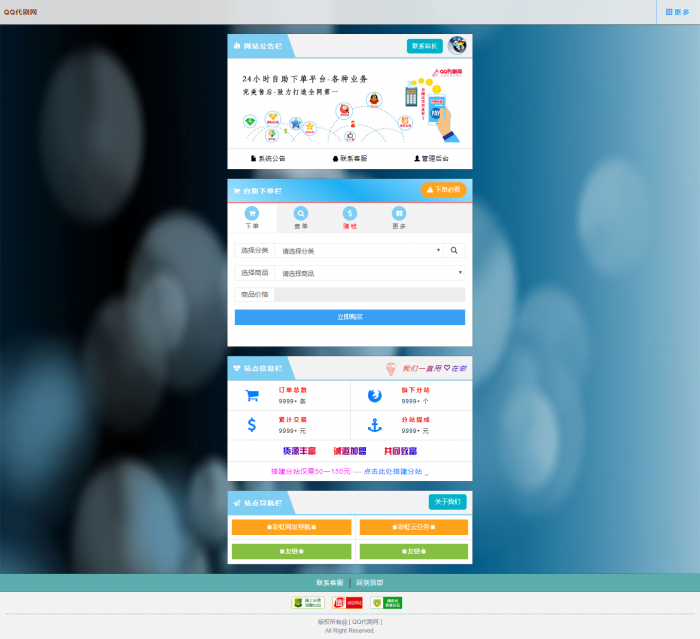 QQ代刷网
更多
网站公告栏
联系站长
24小时自助下单平台-各种业务
完美售后-致力打造全网第一
QQ代刷网
系统公告
联系客服
管理后台
自助下单栏
下单必看
下单
查单
赚钱
更多
选择分类 请选择分类
选择商品 请选择商品
商品价格
立即购买
站点信息栏
我们一直用♡在做
订单总数
9999+ 条
旗下分站
9999+ 个
累计交易
9999+ 元
分站提成
9999+ 元
货源丰富 诚邀加盟 共同致富
搭建分站仅需50一150元 — 点击此处搭建分站 _
站点导航栏
关于我们
彩虹网址导航
彩虹云任务
友链
友链
联系客服 | 回到顶部
版权所有@ [ QQ代刷网 ]
All Right Reserved.